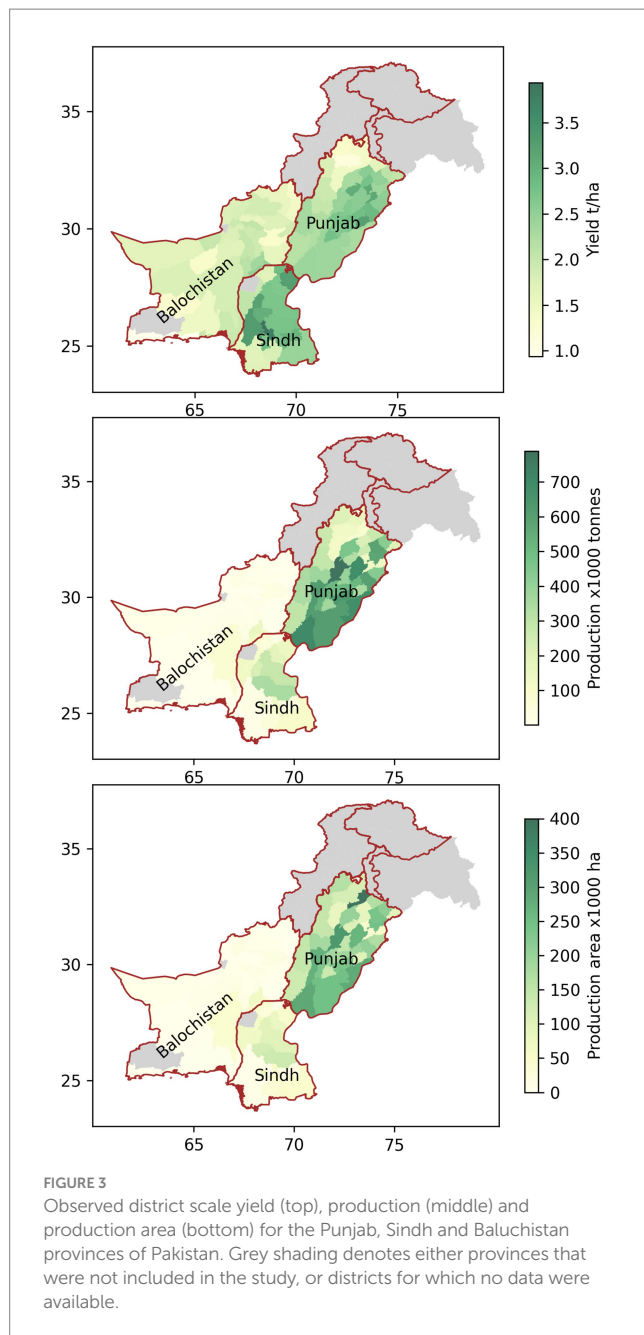 35
30
25
65
70
75
Punjab
Balochistan
Sindh
3.5
3.0
2.5
2.0
1.5
1.0
Yield t/ha
35
30
25
65
70
75
Punjab
Balochistan
Sindh
700
600
500
400
300
200
100
Production x1000 tonnes
35
30
25
65
70
75
Punjab
Balochistan
Sindh
400
350
300
250
200
150
100
50
0
Production area x1000 ha
FIGURE 3
Observed district scale yield (top), production (middle) and
production area (bottom) for the Punjab, Sindh and Baluchistan
provinces of Pakistan. Grey shading denotes either provinces that
were not included in the study, or districts for which no data were
available.